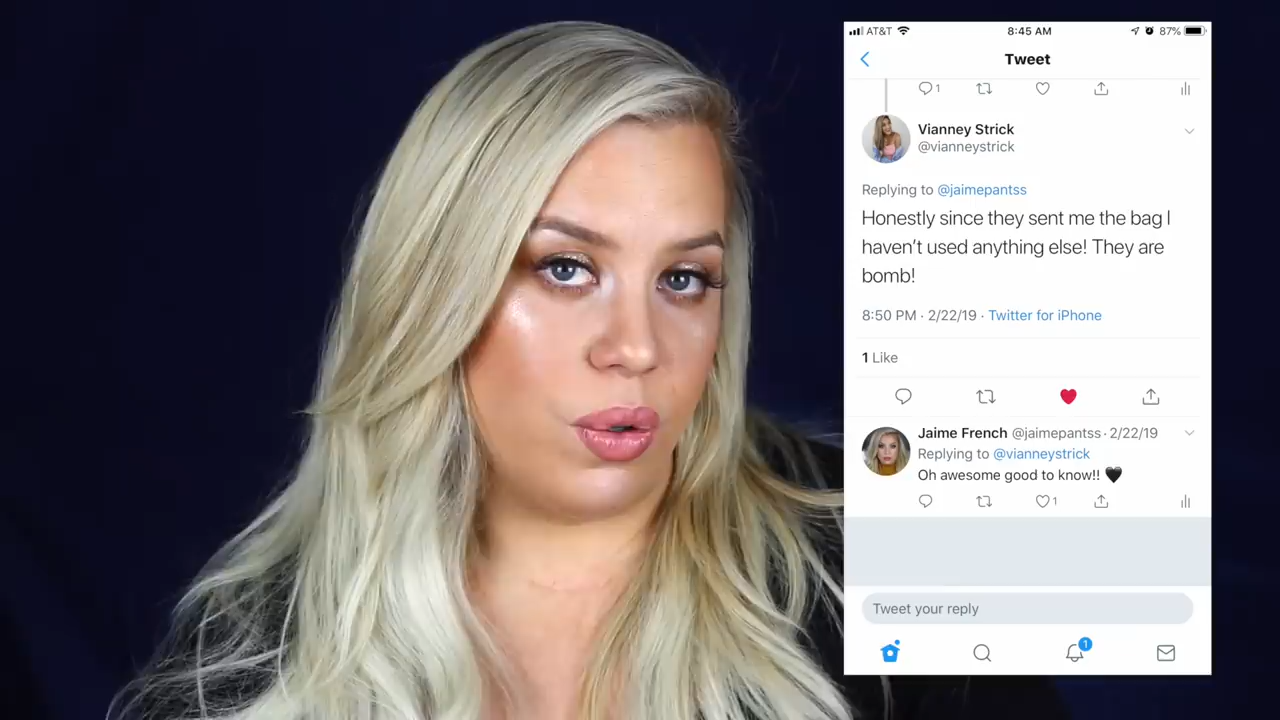 AT&T 8:45 AM 87%
Tweet
1
Vianney Strick
@vianneystrick
Replying to @jaimepantss
Honestly since they sent me the bag I
haven't used anything else! They are
bomb!
8:50 PM · 2/22/19 · Twitter for iPhone
1 Like
Jaime French @jaimepantss · 2/22/19
Replying to @vianneystrick
Oh awesome good to know!! 🖤
1
Tweet your reply
1